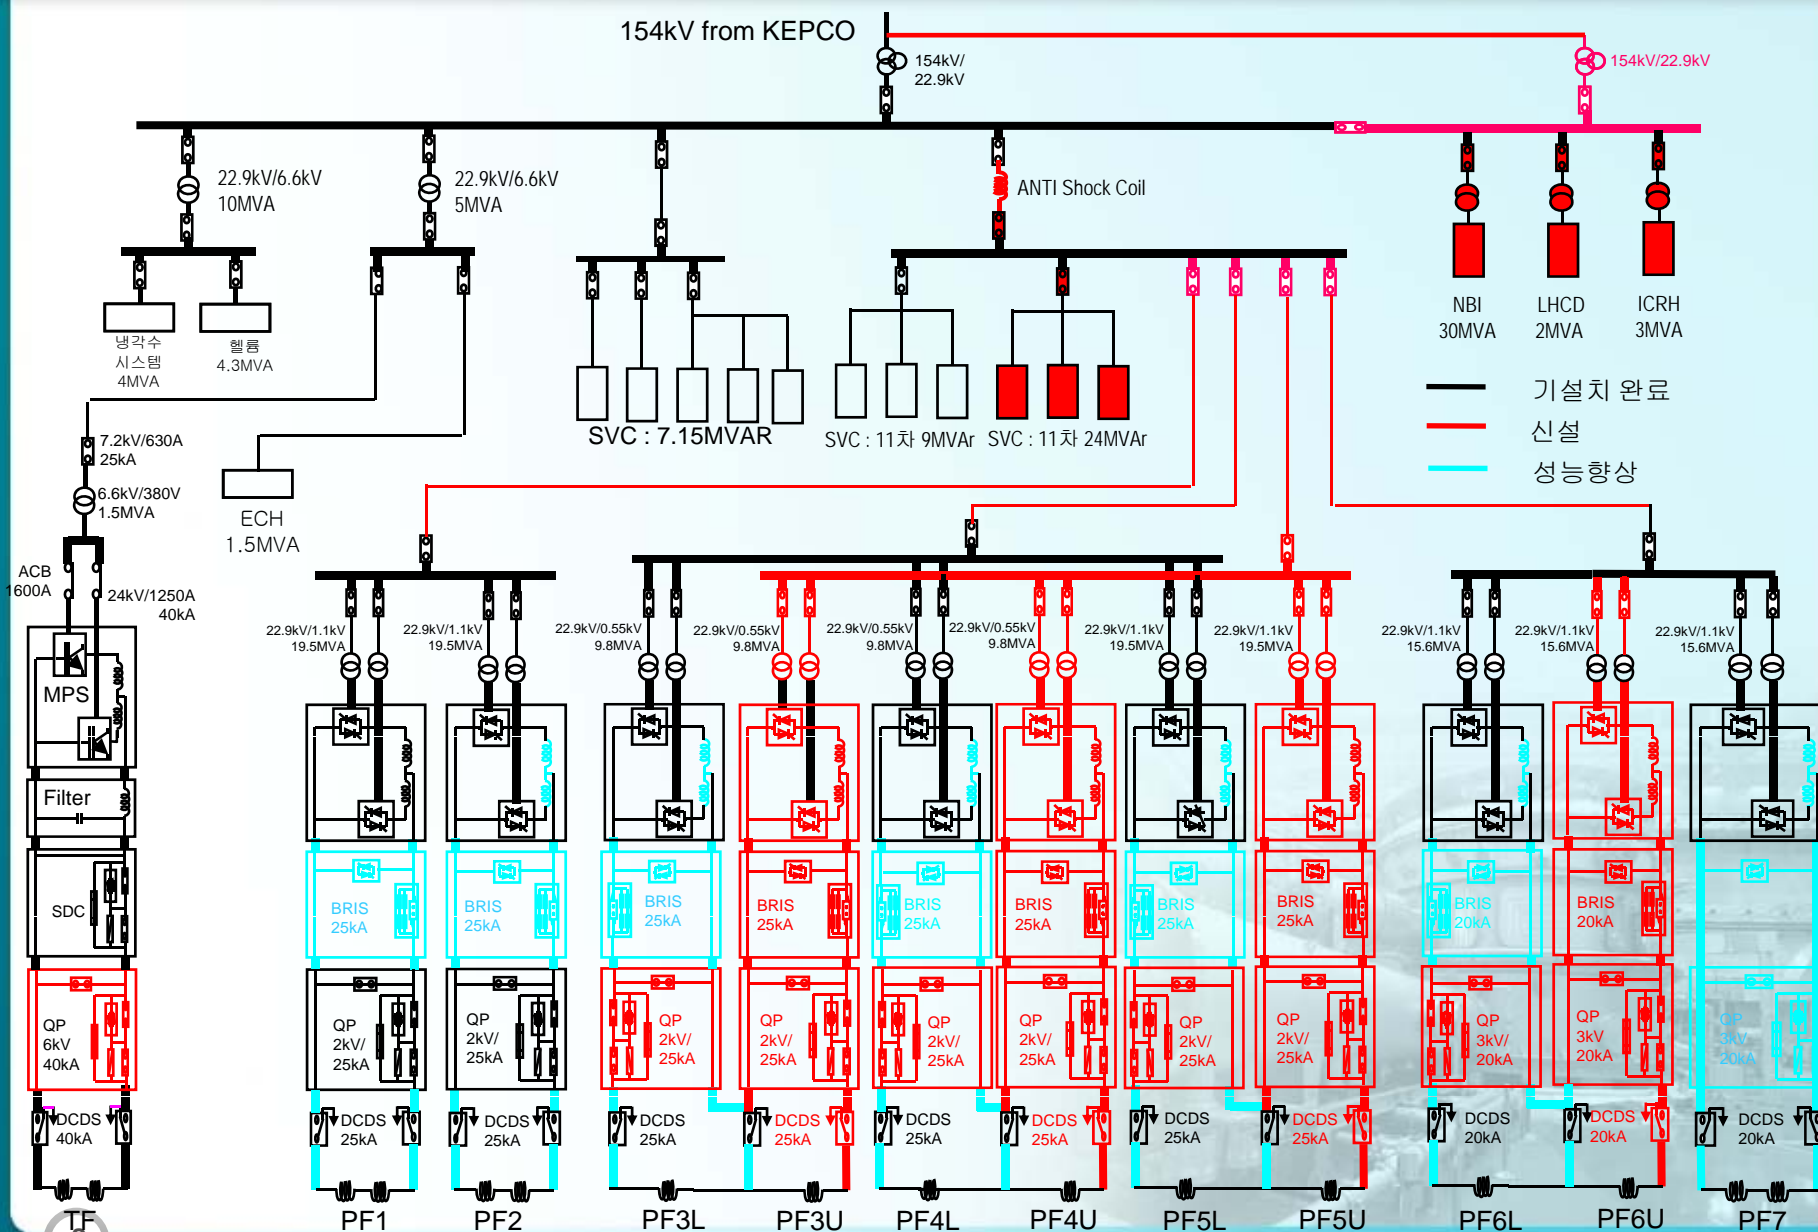 154kV from KEPCO
154kV/
22.9kV
154kV/22.9kV
22.9kV/6.6kV
10MVA
22.9kV/6.6kV
5MVA
ANTI Shock Coil
냉각수
시스템
4MVA
헬륨
4.3MVA
NBI
30MVA
LHCD
2MVA
ICRH
3MVA
SVC : 7.15MVAR
SVC : 11차 9MVAr
SVC : 11차 24MVAr
기설치 완료
신설
성능향상
7.2kV/630A
25kA
6.6kV/380V
1.5MVA
ECH
1.5MVA
ACB
1600A
24kV/1250A
40kA
22.9kV/1.1kV
19.5MVA
22.9kV/1.1kV
19.5MVA
22.9kV/0.55kV
9.8MVA
22.9kV/0.55kV
9.8MVA
22.9kV/0.55kV
9.8MVA
22.9kV/0.55kV
9.8MVA
22.9kV/1.1kV
19.5MVA
22.9kV/1.1kV
19.5MVA
22.9kV/1.1kV
15.6MVA
22.9kV/1.1kV
15.6MVA
22.9kV/1.1kV
15.6MVA
MPS
Filter
SDC
BRIS
25kA
BRIS
25kA
BRIS
25kA
BRIS
25kA
BRIS
25kA
BRIS
25kA
BRIS
25kA
BRIS
25kA
BRIS
20kA
BRIS
20kA
QP
6kV
40kA
QP
2kV/
25kA
QP
2kV/
25kA
QP
2kV/
25kA
QP
2kV/
25kA
QP
2kV/
25kA
QP
2kV/
25kA
QP
2kV/
25kA
QP
2kV/
25kA
QP
3kV/
20kA
QP
3kV
20kA
QP
3kV
20kA
DCDS
40kA
DCDS
25kA
DCDS
25kA
DCDS
25kA
DCDS
25kA
DCDS
25kA
DCDS
25kA
DCDS
25kA
DCDS
25kA
DCDS
20kA
DCDS
20kA
DCDS
20kA
TF
PF1
PF2
PF3L
PF3U
PF4L
PF4U
PF5L
PF5U
PF6L
PF6U
PF7